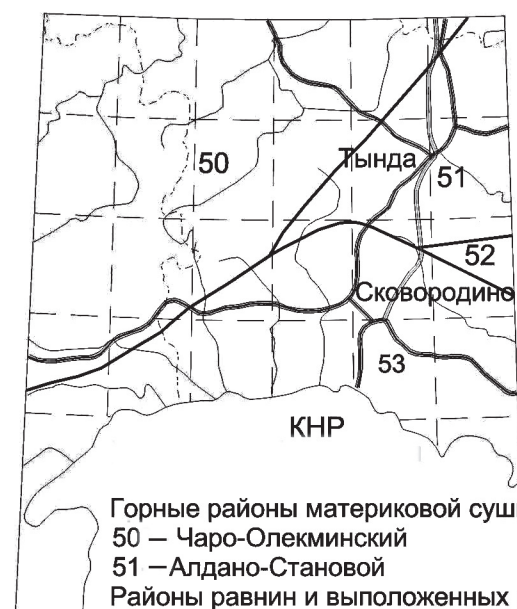 50
Тында
51
52
Сковородино
53
КНР
Горные районы материковой суш
50 – Чаро-Олекминский
51 – Алдано-Становой
Районы равнин и выположенных